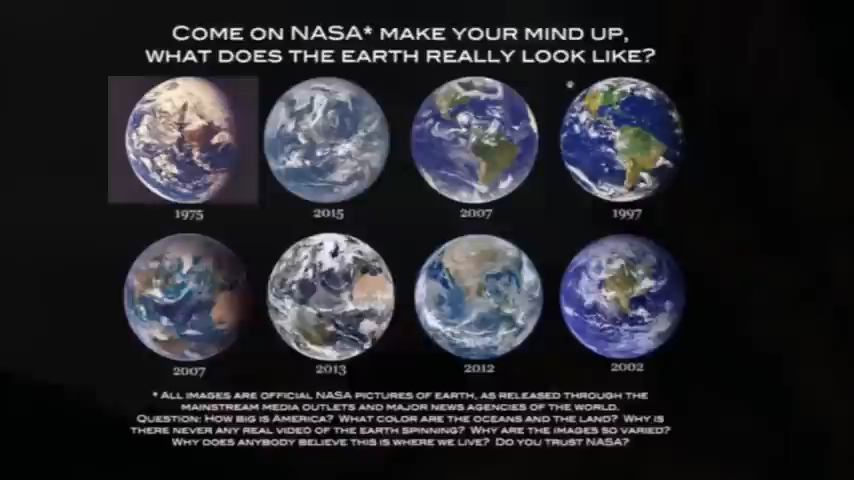 COME ON NASA* MAKE YOUR MIND UP,
WHAT DOES THE EARTH REALLY LOOK LIKE?
*
1975
2015
2007
1997
2007
2013
2012
2002
* ALL IMAGES ARE OFFICIAL NASA PICTURES OF EARTH, AS RELEASED THROUGH THE
MAINSTREAM MEDIA OUTLETS AND MAJOR NEWS AGENCIES OF THE WORLD.
QUESTION: HOW BIG IS AMERICA? WHAT COLOR ARE THE OCEANS AND THE LAND? WHY IS
THERE NEVER ANY REAL VIDEO OF THE EARTH SPINNING? WHY ARE THE IMAGES SO VARIED?
WHY DOES ANYBODY BELIEVE THIS IS WHERE WE LIVE? DO YOU TRUST NASA?